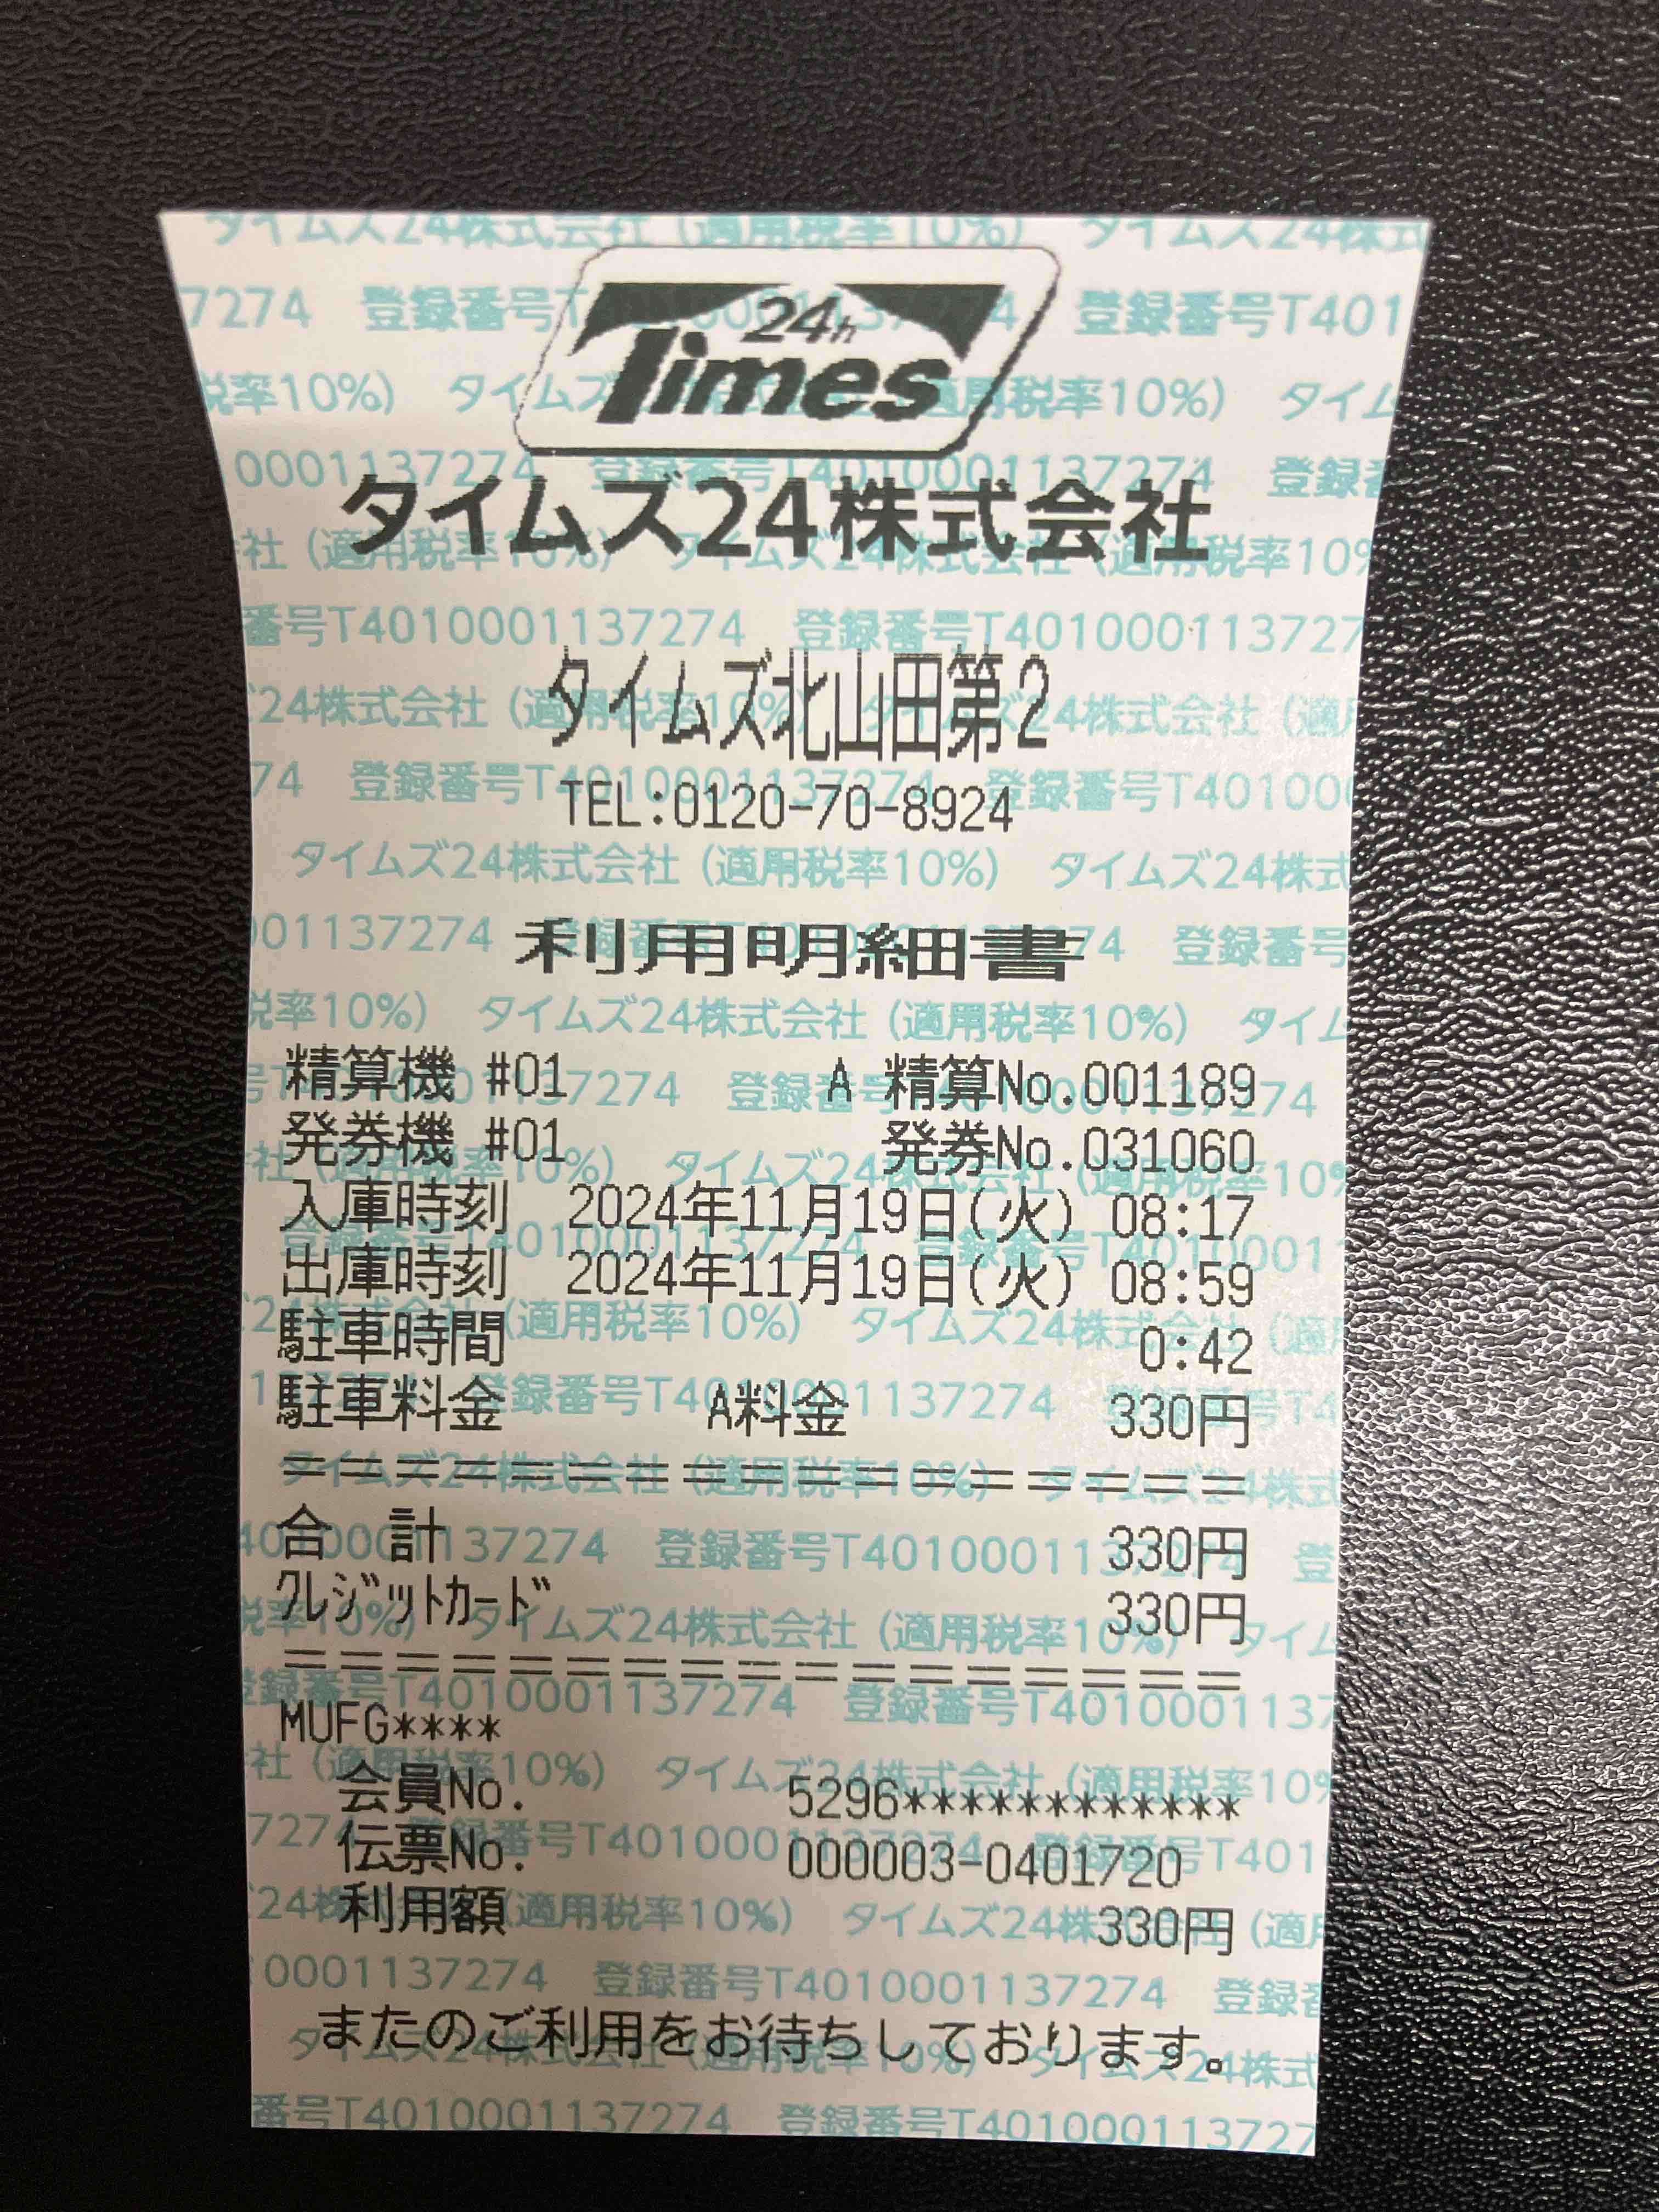 24h
Times
タイムズ24株式会社
タイムズ北山田第2
TEL:0120-70-8924
利用明細書
精算機 #01 A 精算No.001189
発券機 #01 発券No.031060
入庫時刻 2024年11月19日(火) 08:17
出庫時刻 2024年11月19日(火) 08:59
駐車時間 0:42
駐車料金 A料金 330円
==================
合 計 330円
クレジットカード 330円
==================
MUFG****
会員No. 5296************
伝票No. 000003-0401720
利用額 330円
またのご利用をお待ちしております。
タイムズ24株式会社(適用税率10%)
登録番号T4010001137274